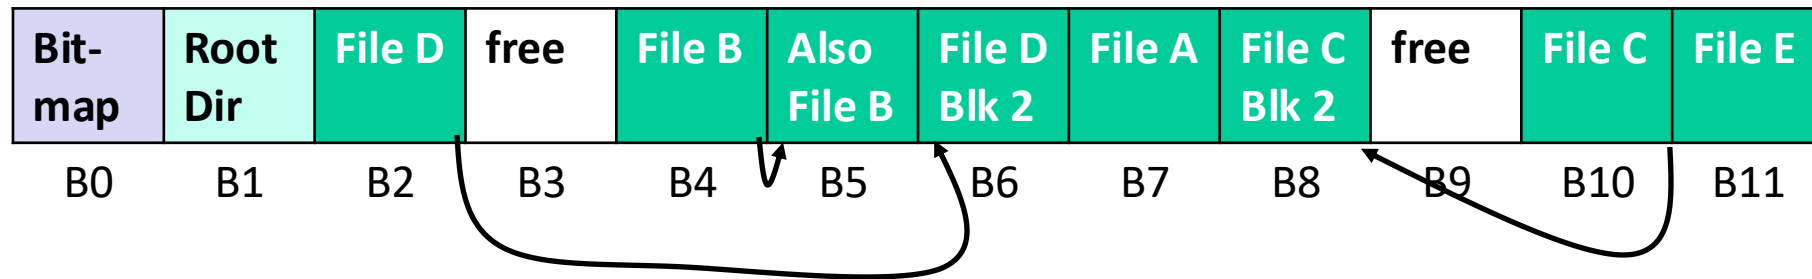 Bit-
map
Root
Dir
File D
free
File B
Also
File B
File D
Blk 2
File A
File C
Blk 2
free
File C
File E
B0 B1 B2 B3 B4 B5 B6 B7 B8 B9 B10 B11